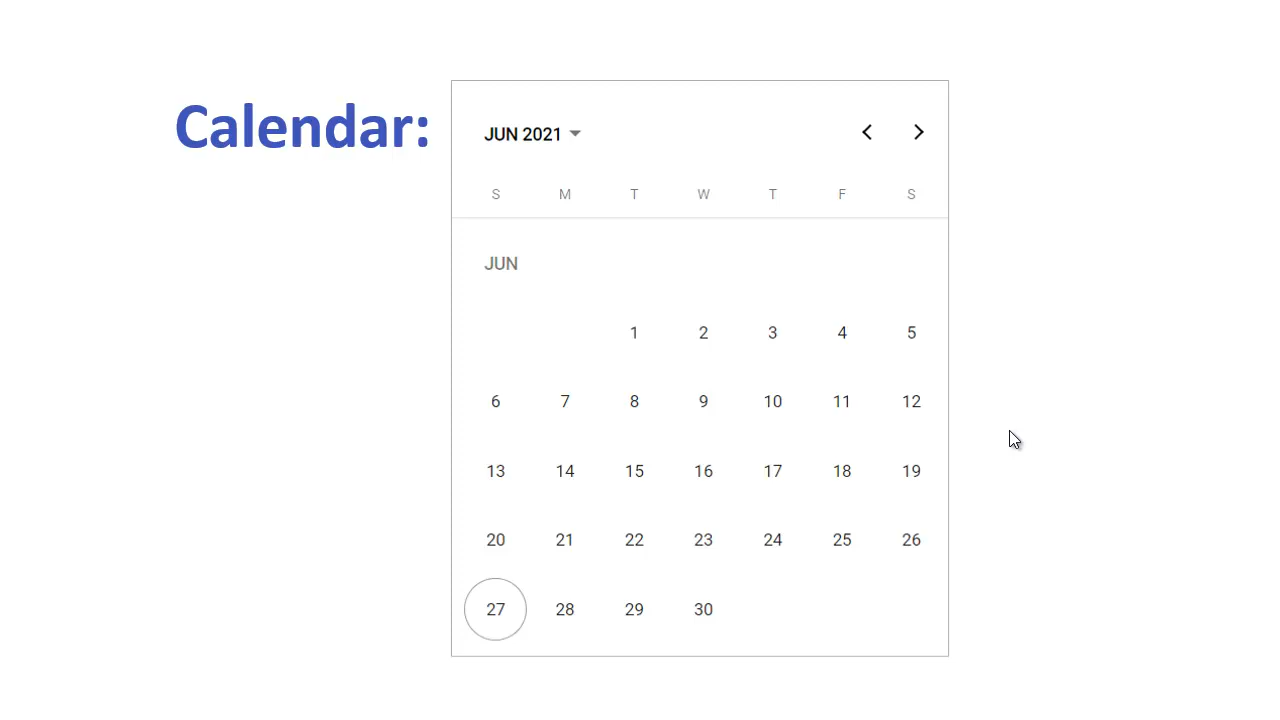 Calendar:
JUN 2021
S M T W T F S
JUN
1 2 3 4 5
6 7 8 9 10 11 12
13 14 15 16 17 18 19
20 21 22 23 24 25 26
27 28 29 30